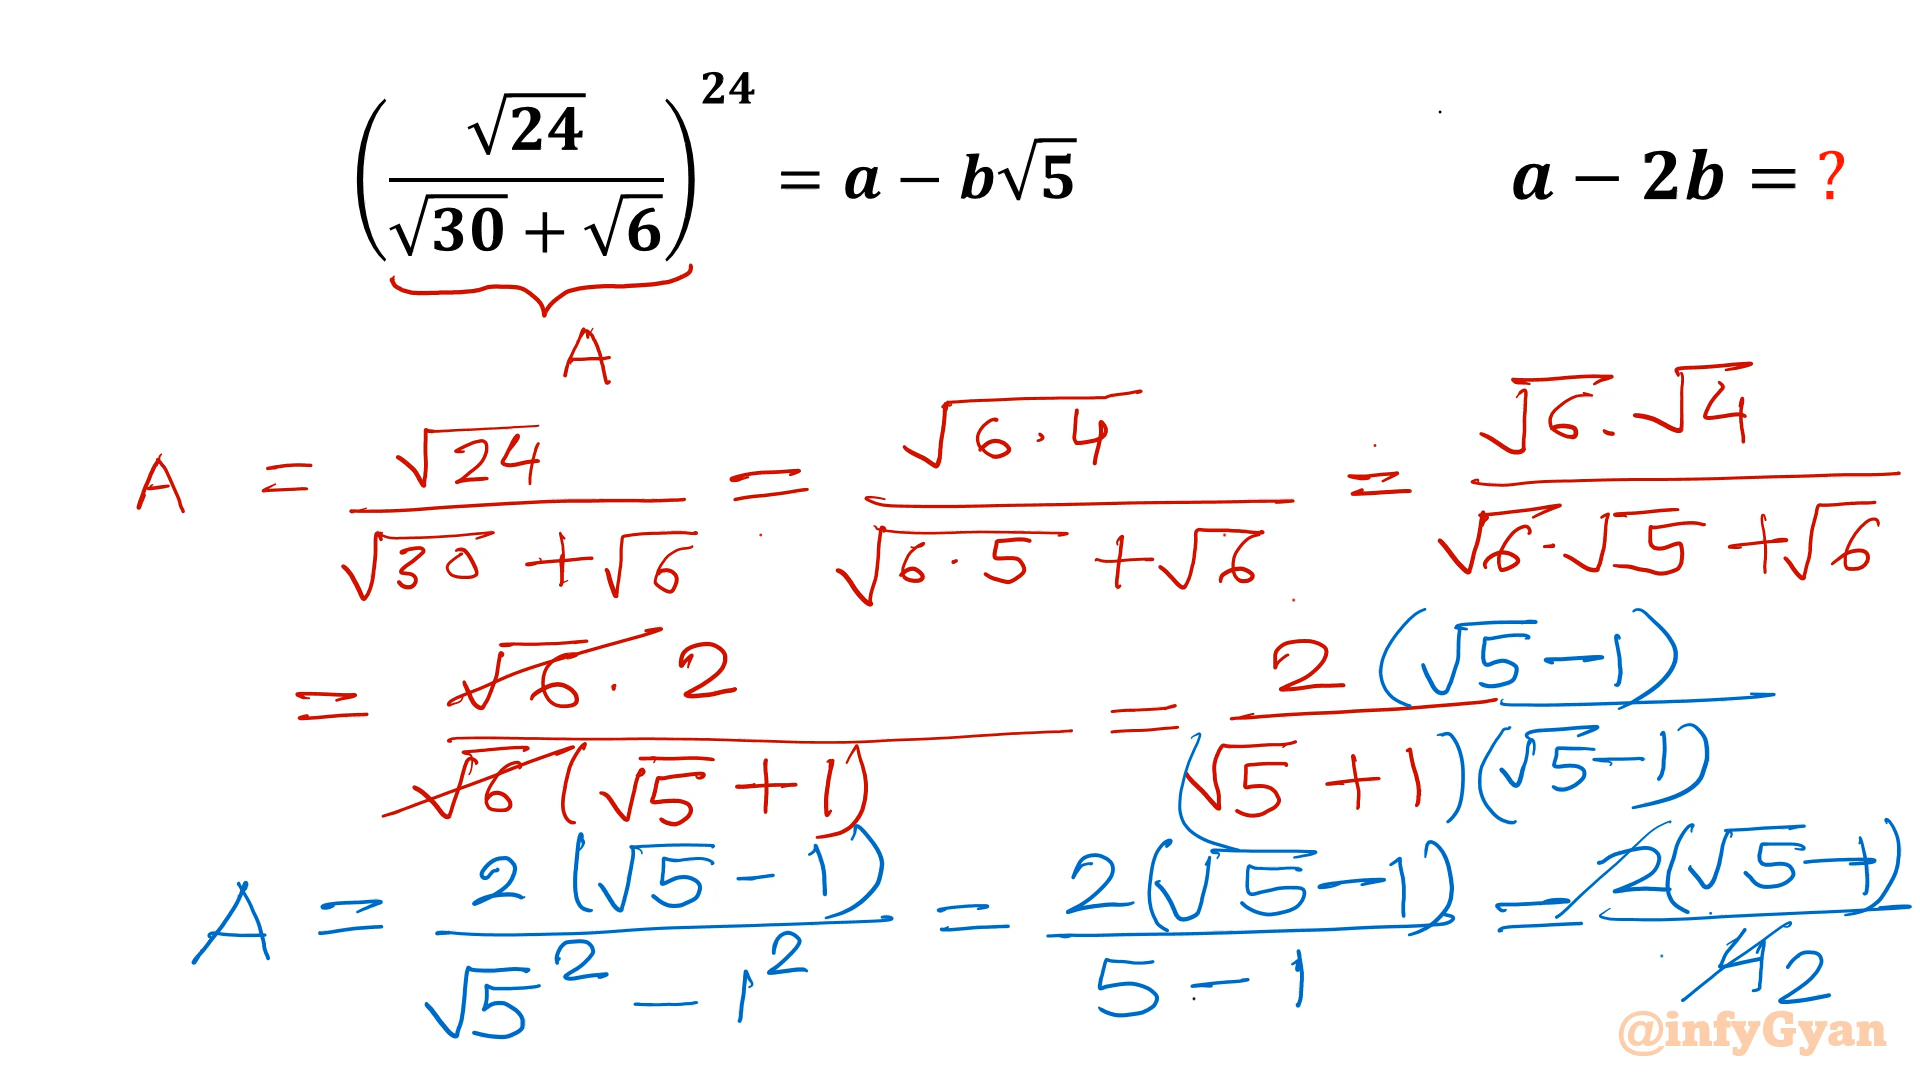 (√24 / (√30 + √6))^24 = a − b√5    a − 2b = ?
A
A = √24 / (√30 + √6) = √(6·4) / (√(6·5) + √6) = (√6·√4) / (√6·√5 + √6)
= (√6·2) / (√6(√5 + 1)) = 2(√5 − 1) / ((√5 + 1)(√5 − 1))
A = 2(√5 − 1) / (√5² − 1²) = 2(√5 − 1) / (5 − 1) = 2(√5 − 1) / 4 2
@infyGyan